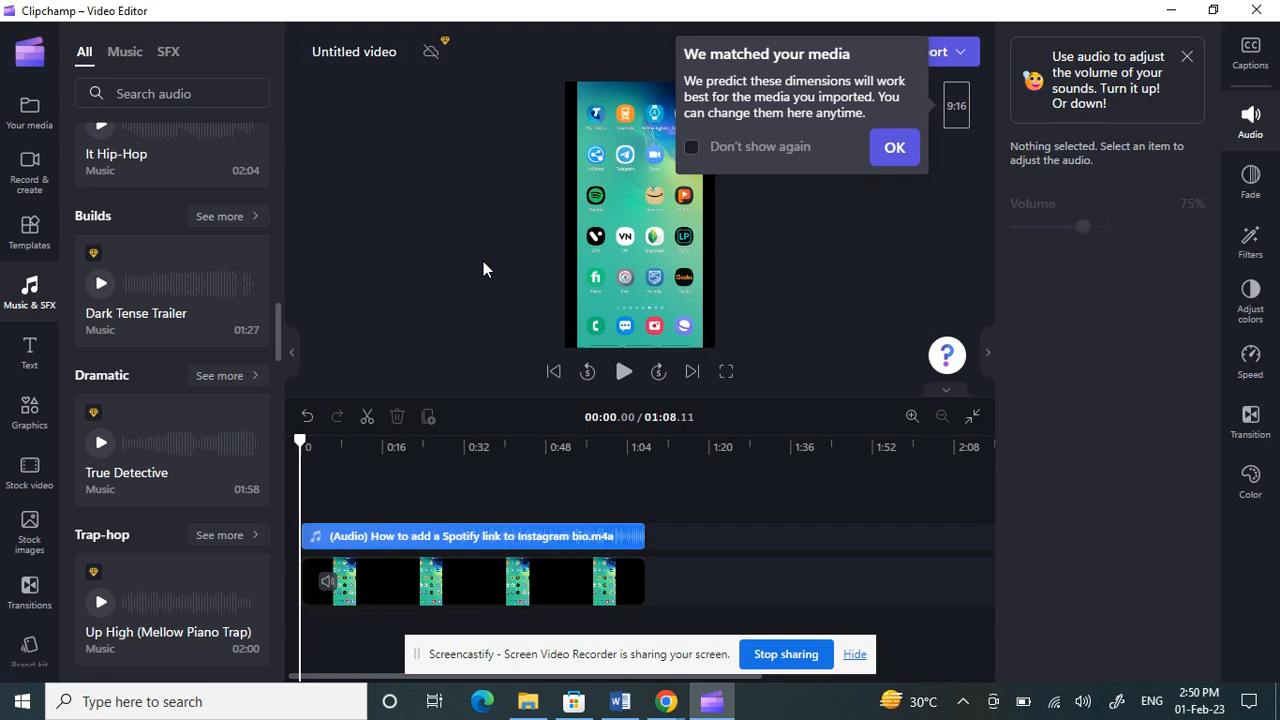 Clipchamp – Video Editor
All
Music
SFX
Search audio
It Hip-Hop
Music
02:04
Builds
See more
Dark Tense Trailer
Music
01:27
Dramatic
See more
True Detective
Music
01:58
Trap-hop
See more
Up High (Mellow Piano Trap)
Music
02:00
Your media
Record &
create
Templates
Music & SFX
Text
Graphics
Stock video
Stock
images
Transitions
Brand kit
Untitled video
We matched your media
We predict these dimensions will work
best for the media you imported. You
can change them here anytime.
Don't show again
OK
ort
9:16
Telegram
5
5
?
00:00.00 / 01:08.11
0
0:16
0:32
0:48
1:04
1:20
1:36
1:52
2:08
(Audio) How to add a Spotify link to Instagram bio.m4a
Use audio to adjust
the volume of your
sounds. Turn it up!
Or down!
Nothing selected. Select an item to
adjust the audio.
Volume
75%
CC
Captions
Audio
Fade
Filters
Adjust
colors
Speed
Transition
Color
Screencastify - Screen Video Recorder is sharing your screen.
Stop sharing
Hide
Type here to search
30°C
ENG
2:50 PM
01-Feb-23